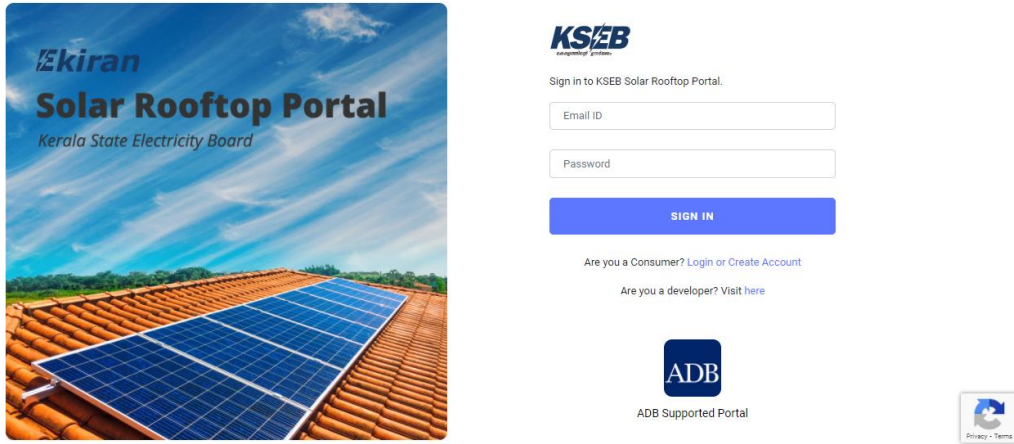 Ekiran
Solar Rooftop Portal
Kerala State Electricity Board
KSEB
Sign in to KSEB Solar Rooftop Portal.
Email ID
Password
SIGN IN
Are you a Consumer? Login or Create Account
Are you a developer? Visit here
ADB
ADB Supported Portal
Privacy - Terms